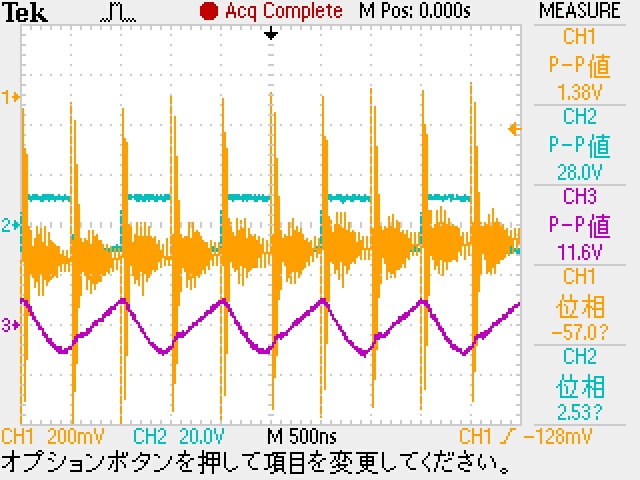 Tek Acq Complete M Pos: 0.000s MEASURE
CH1
P-P値
1.38V
CH2
P-P値
28.0V
CH3
P-P値
11.6V
CH1
位相
-57.0?
CH2
位相
2.53?
1
2
3
CH1 200mV CH2 20.0V M 500ns CH1 -128mV
オプションボタンを押して項目を変更してください。